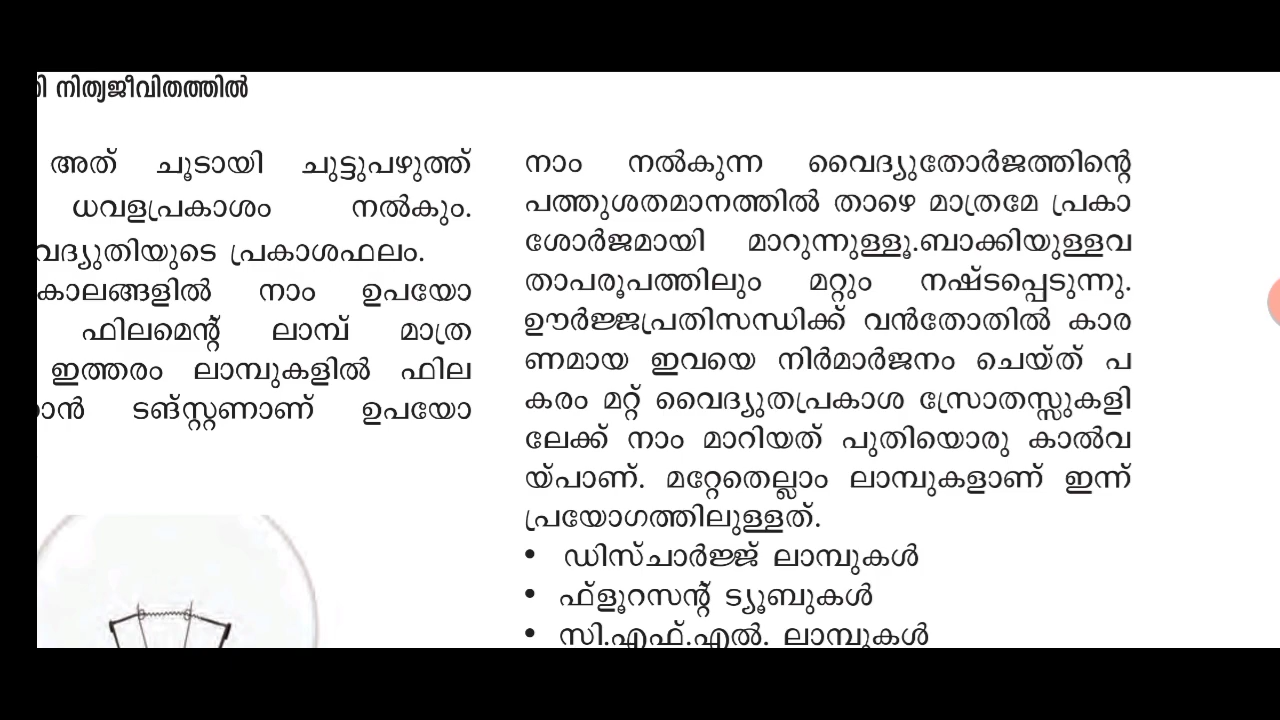 നിത്യജീവിതത്തിൽ
അത് ചൂടായി ചുട്ടുപഴുത്ത്
ധവളപ്രകാശം നൽകും.
വദ്യുതിയുടെ പ്രകാശഫലം.
കാലങ്ങളിൽ നാം ഉപയോ
ഫിലമെന്റ് ലാമ്പ് മാത്ര
ഇത്തരം ലാമ്പുകളിൽ ഫില
ടങ്സ്റ്റണാണ് ഉപയോ
നാം നൽകുന്ന വൈദ്യുതോർജത്തിന്റെ
പത്തുശതമാനത്തിൽ താഴെ മാത്രമേ പ്രകാ
ശോർജമായി മാറുന്നുള്ളൂ.ബാക്കിയുള്ളവ
താപരൂപത്തിലും മറ്റും നഷ്ടപ്പെടുന്നു.
ഊർജ്ജപ്രതിസന്ധിക്ക് വൻതോതിൽ കാര
ണമായ ഇവയെ നിർമാർജനം ചെയ്ത് പ
കരം മറ്റ് വൈദ്യുതപ്രകാശ സ്രോതസ്സുകളി
ലേക്ക് നാം മാറിയത് പുതിയൊരു കാൽവ
യ്പാണ്. മറ്റേതെല്ലാം ലാമ്പുകളാണ് ഇന്ന്
പ്രയോഗത്തിലുള്ളത്.
• ഡിസ്ചാർജ്ജ് ലാമ്പുകൾ
• ഫ്ളൂറസന്റ് ട്യൂബുകൾ
• സി.എഫ്.എൽ. ലാമ്പുകൾ